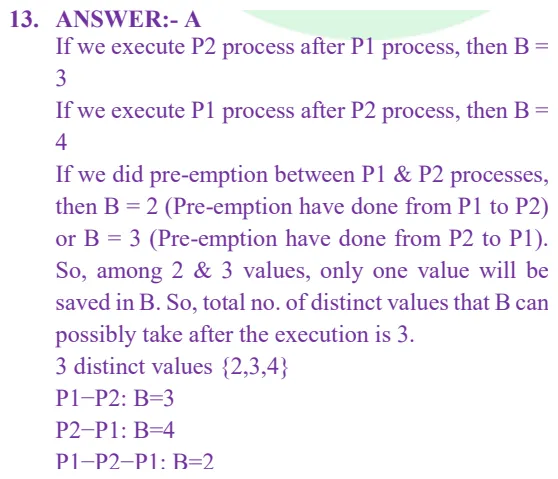 13. ANSWER:- A
If we execute P2 process after P1 process, then B =
3
If we execute P1 process after P2 process, then B =
4
If we did pre-emption between P1 & P2 processes,
then B = 2 (Pre-emption have done from P1 to P2)
or B = 3 (Pre-emption have done from P2 to P1).
So, among 2 & 3 values, only one value will be
saved in B. So, total no. of distinct values that B can
possibly take after the execution is 3.
3 distinct values {2,3,4}
P1−P2: B=3
P2−P1: B=4
P1−P2−P1: B=2